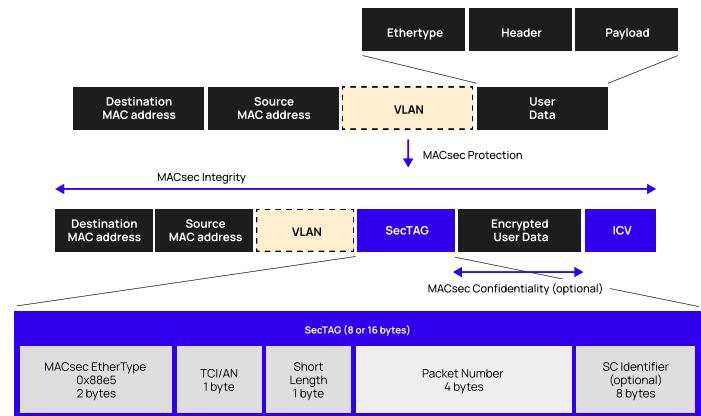 Ethertype
Header
Payload
Destination
MAC address
Source
MAC address
VLAN
User
Data
MACsec Protection
MACsec Integrity
Destination
MAC address
Source
MAC address
VLAN
SecTAG
Encrypted
User Data
ICV
MACsec Confidentiality (optional)
SecTAG (8 or 16 bytes)
MACsec EtherType
0x88e5
2 bytes
TCI/AN
1 byte
Short
Length
1 byte
Packet Number
4 bytes
SC Identifier
(optional)
8 bytes